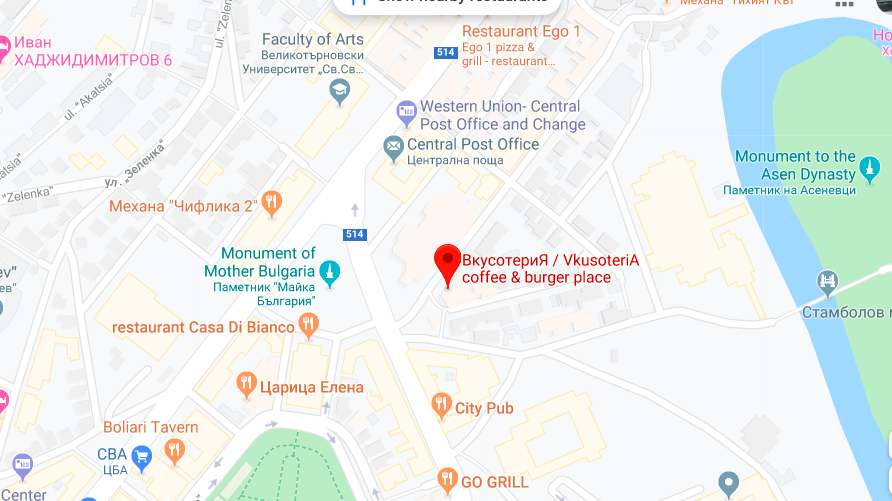 Show nearby restaurants
Механа "Тихият Кът"
Иван
ХАДЖИДИМИТРОВ 6
ul. "Zelenka"
Faculty of Arts
Великотърновски
Университет „Св.Св...
Restaurant Ego 1
Ego 1 pizza &
grill - restaurant...
514
Но
ul. "Akatsia"
Western Union- Central
Post Office and Change
Central Post Office
Централна поща
Monument to the
Asen Dynasty
Паметник на Асеневци
ул. „Зеленка"
"Zelenka"
Механа "Чифлика 2"
514
Monument of
Mother Bulgaria
Паметник "Майка
България"
ВкусотериЯ / VkusoteriA
coffee & burger place
Стамболов м
restaurant Casa Di Bianco
Царица Елена
City Pub
Boliari Tavern
CBA
ЦБА
Center
GO GRILL